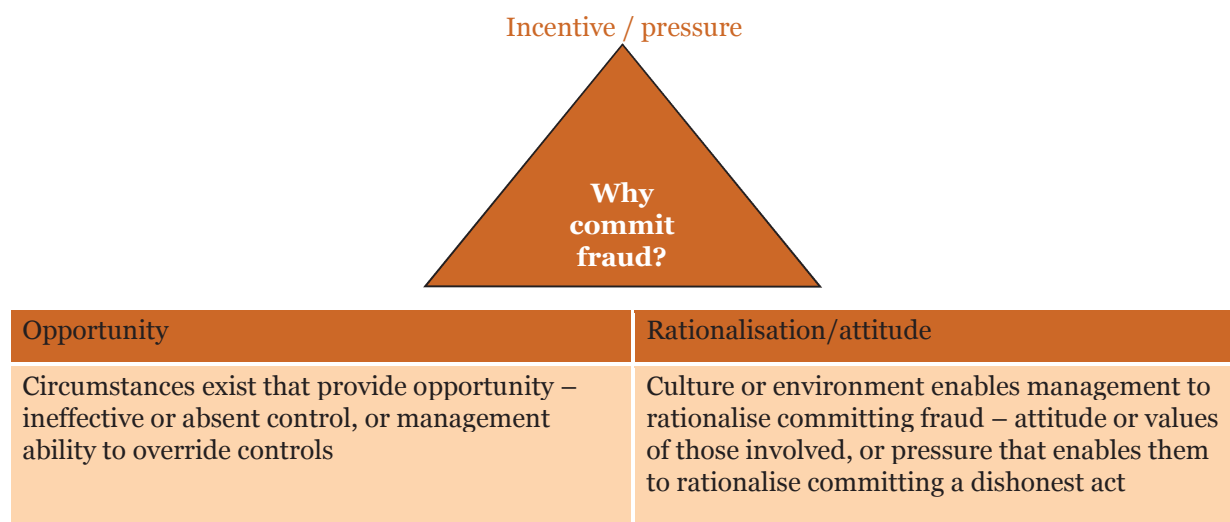 Incentive / pressure
Why
commit
fraud?
Opportunity
Rationalisation/attitude
Circumstances exist that provide opportunity –
ineffective or absent control, or management
ability to override controls
Culture or environment enables management to
rationalise committing fraud – attitude or values
of those involved, or pressure that enables them
to rationalise committing a dishonest act